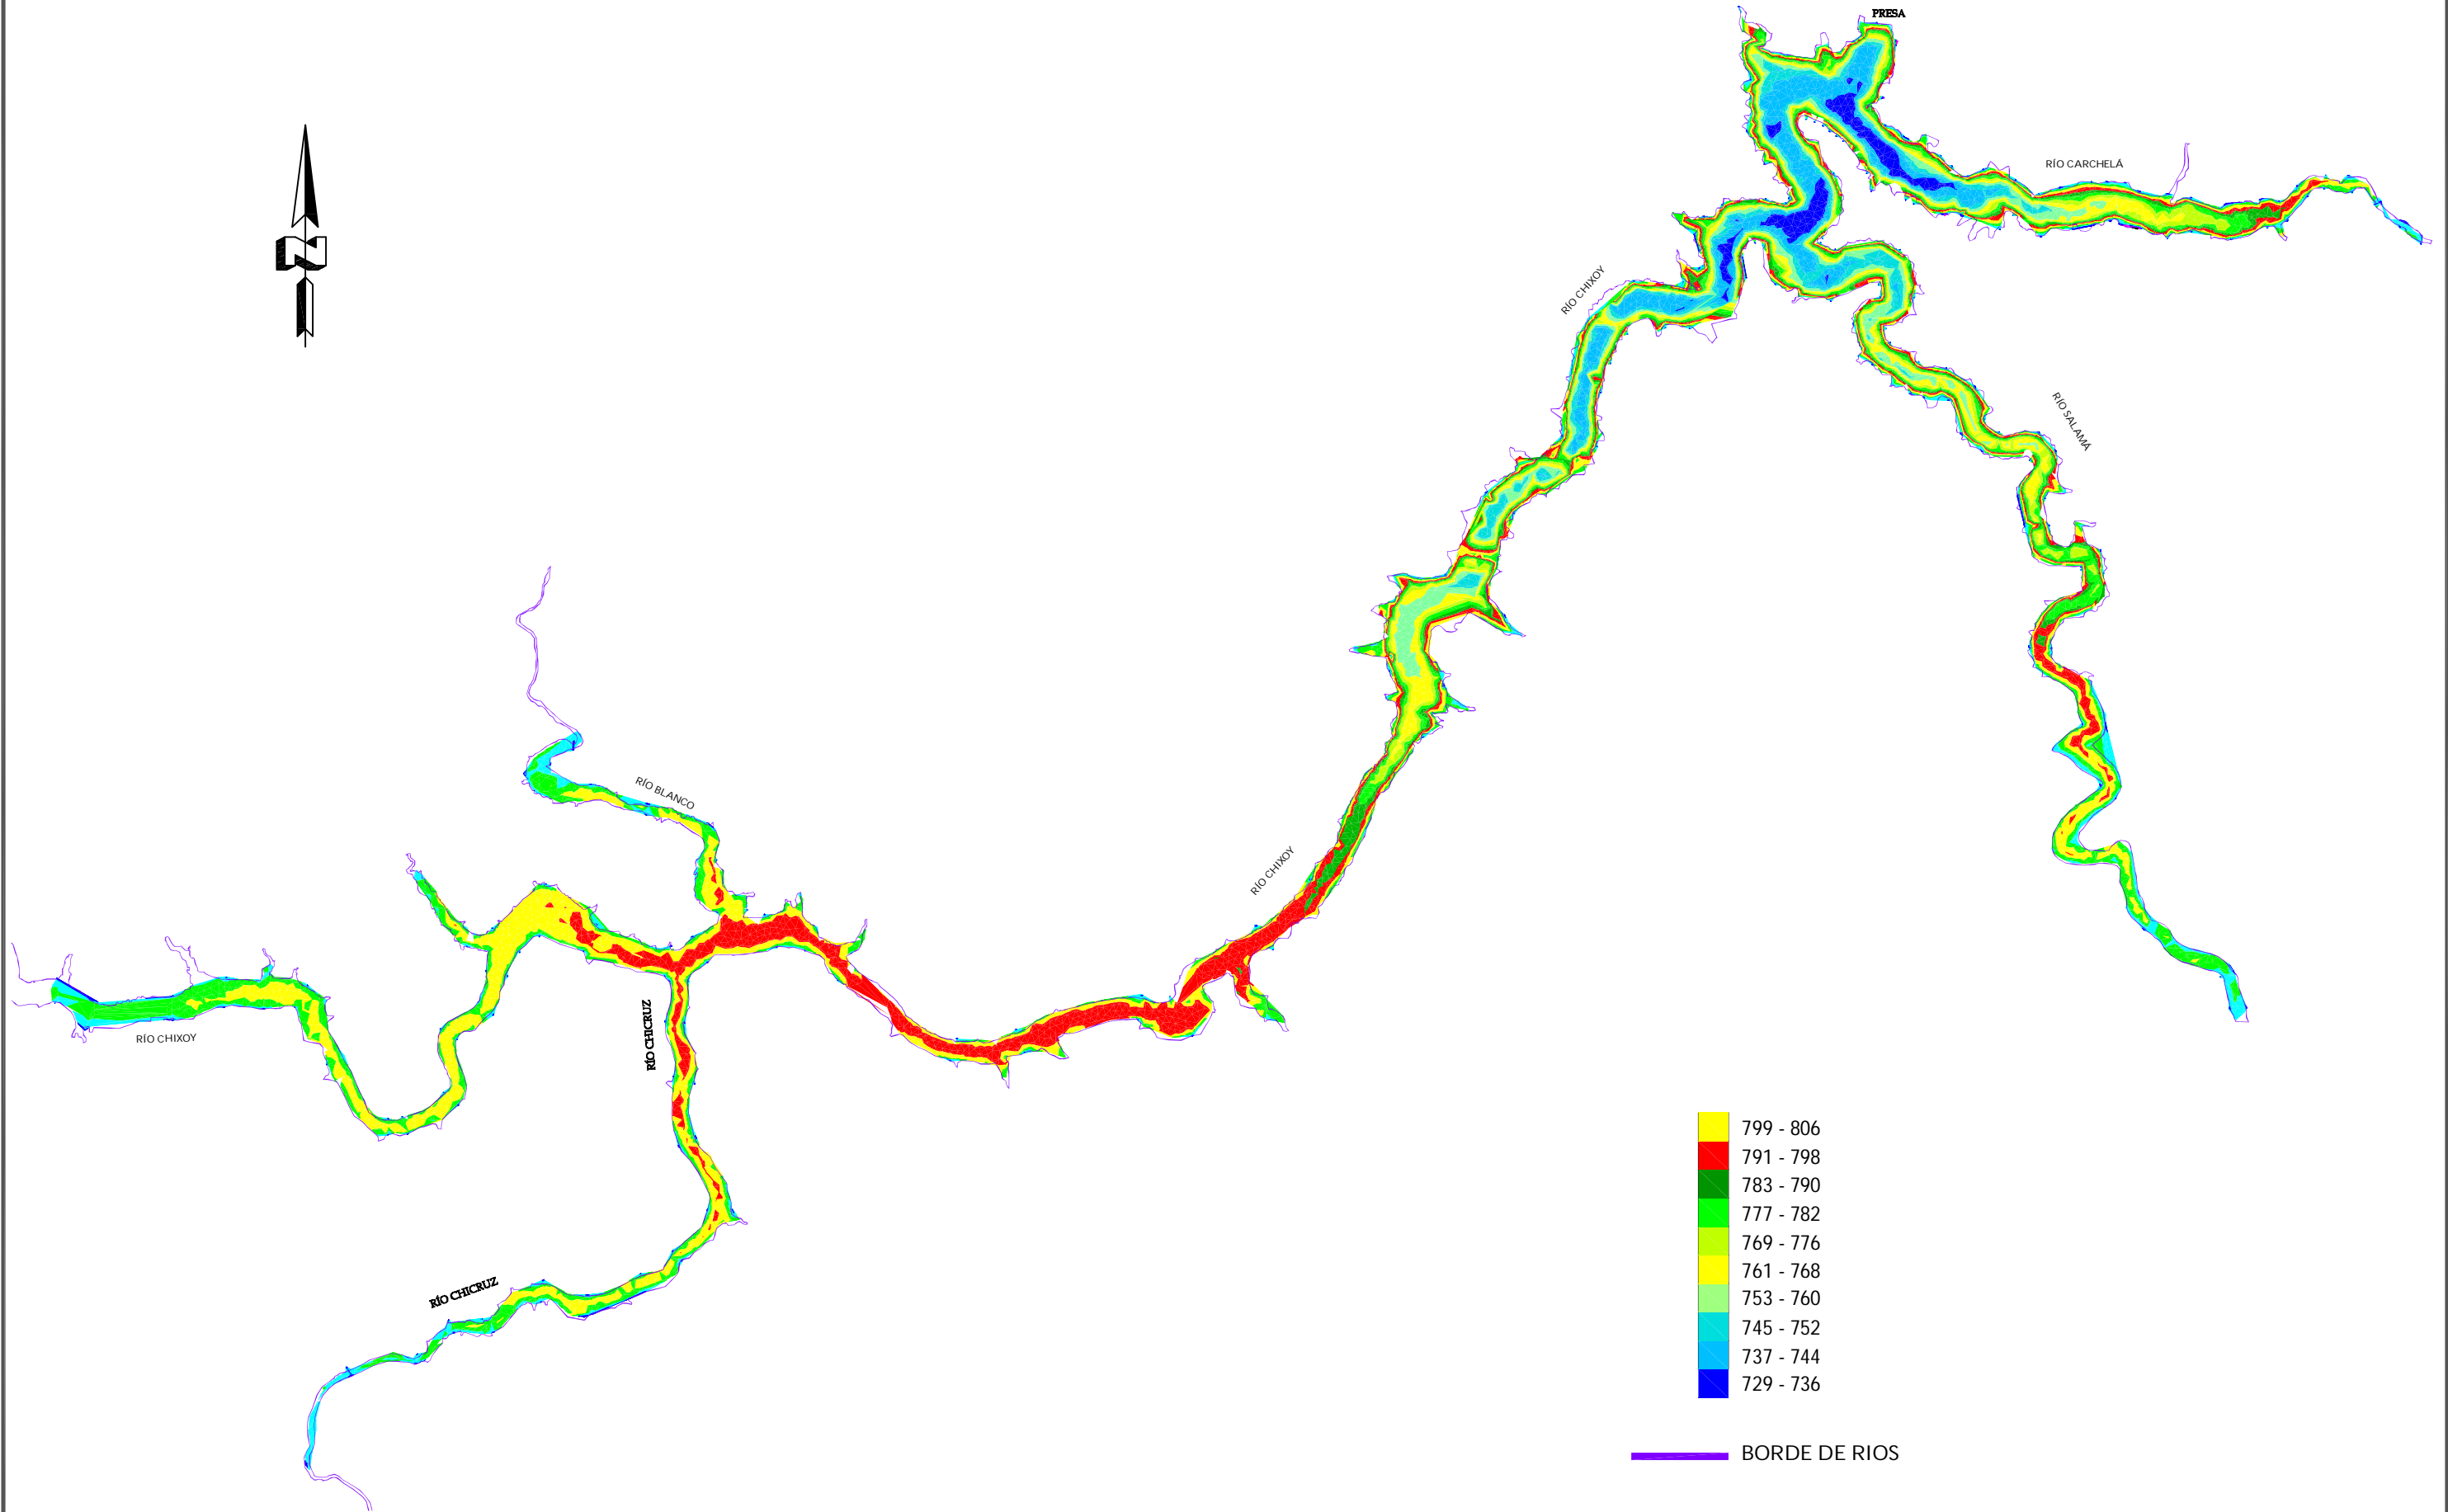 PRESA
RÍO CARCHELÁ
RÍO CHIXOY
RÍO SALAMÁ
RÍO BLANCO
RÍO CHIXOY
RÍO CHICRUZ
RÍO CHIXOY
RÍO CHICRUZ
799 - 806
791 - 798
783 - 790
777 - 782
769 - 776
761 - 768
753 - 760
745 - 752
737 - 744
729 - 736
BORDE DE RIOS
N